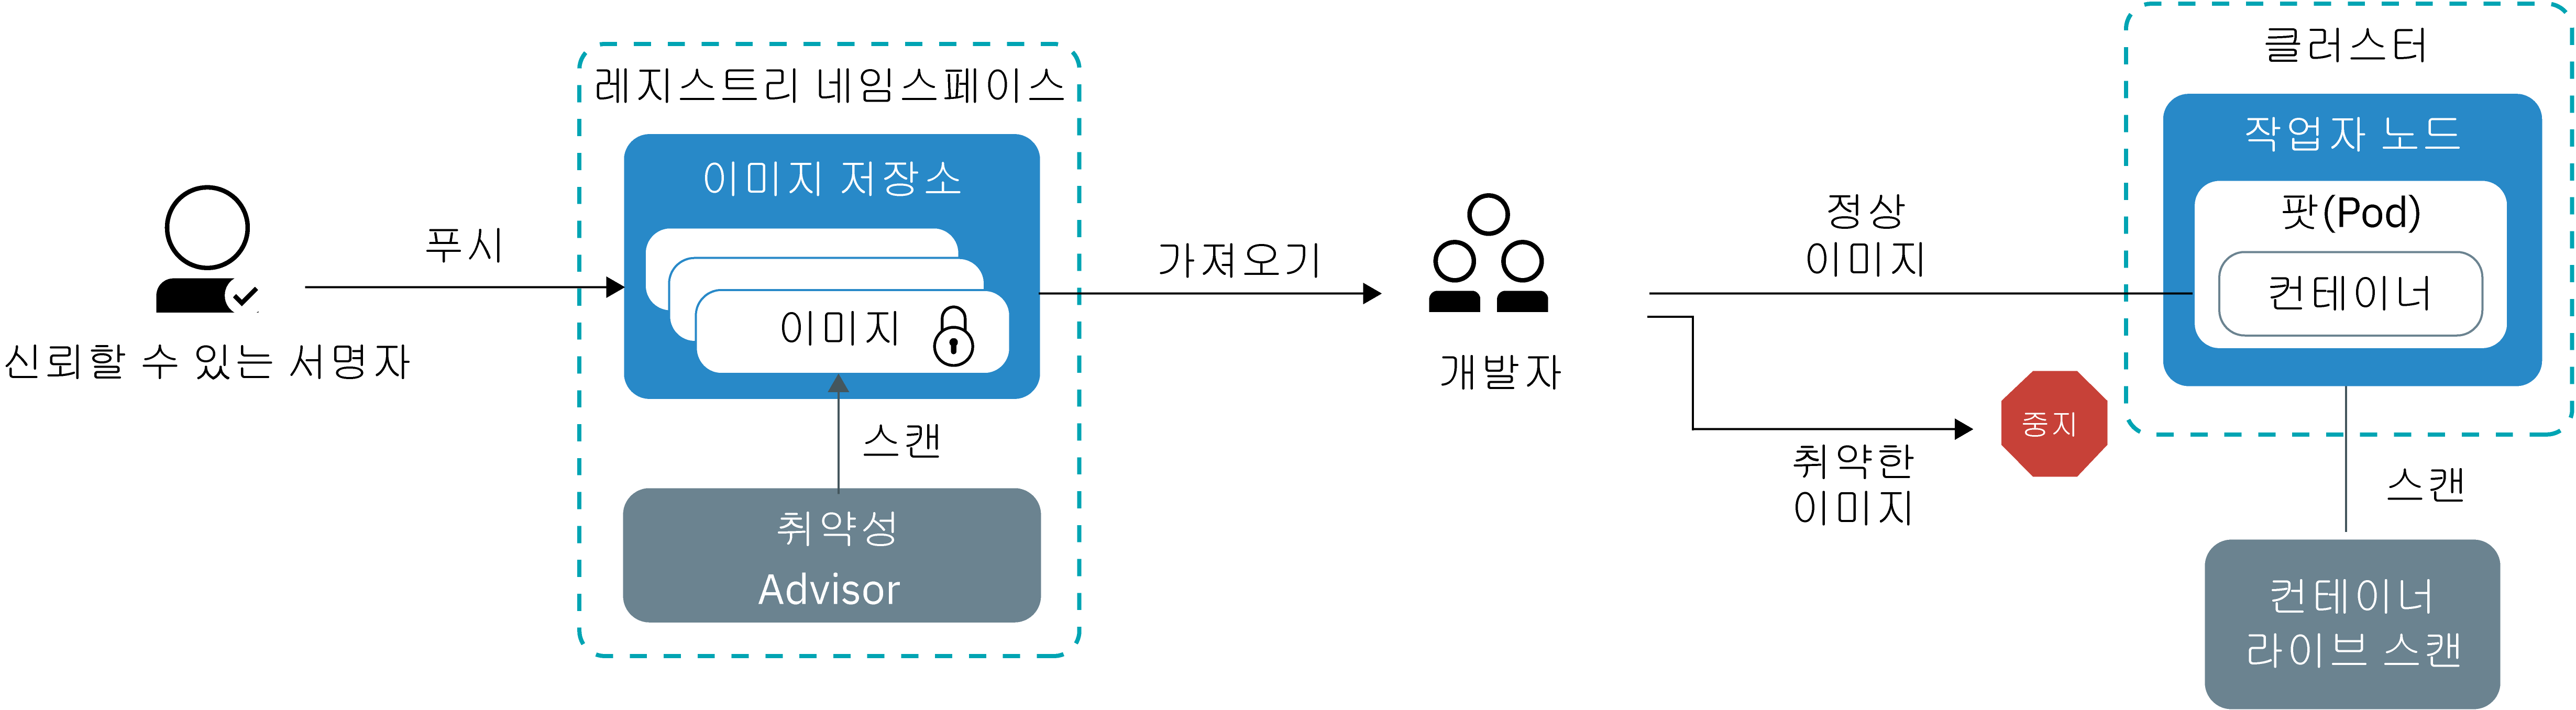 신뢰할 수 있는 서명자
푸시
레지스트리 네임스페이스
이미지 저장소
이미지
스캔
취약성
Advisor
가져오기
개발자
정상
이미지
취약한
이미지
중지
클러스터
작업자 노드
팟(Pod)
컨테이너
스캔
컨테이너
라이브 스캔